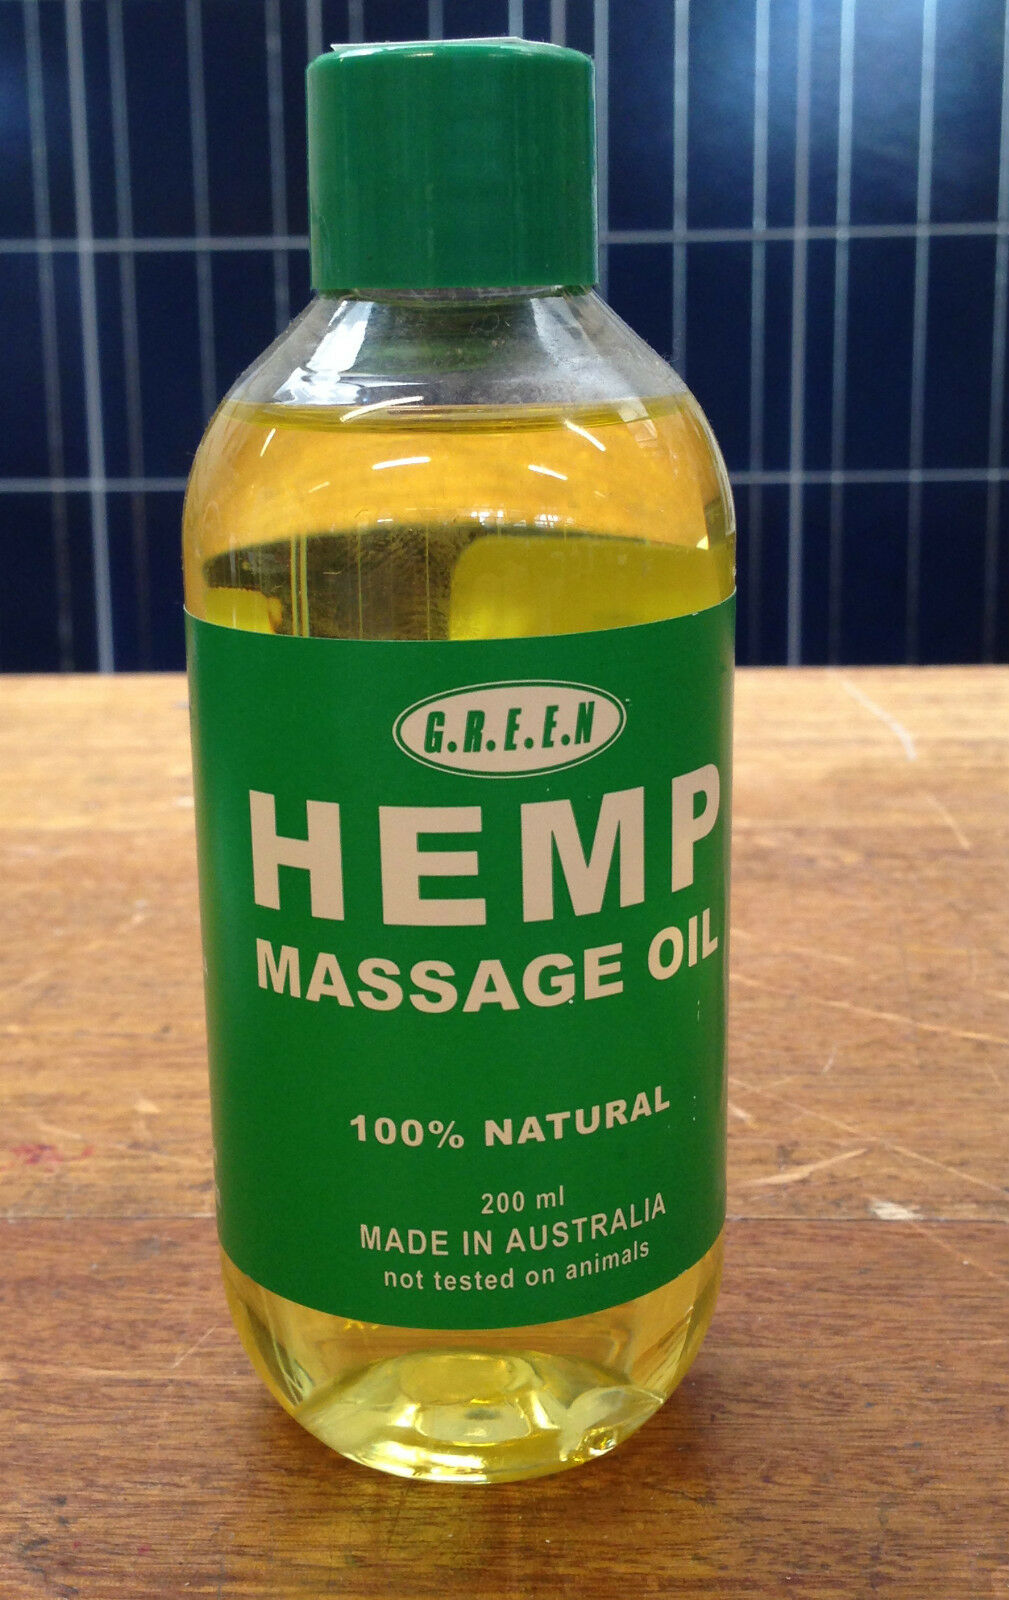 G.R.E.E.N
HEMP
MASSAGE OIL
100% NATURAL
200 ml
MADE IN AUSTRALIA
not tested on animals